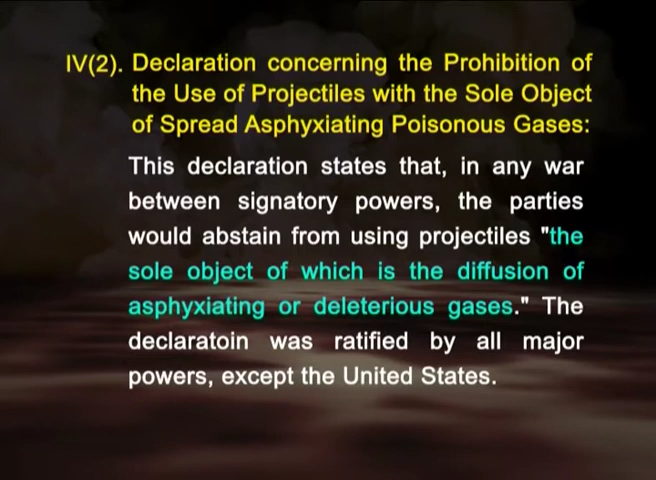 IV(2). Declaration concerning the Prohibition of
the Use of Projectiles with the Sole Object
of Spread Asphyxiating Poisonous Gases:
This declaration states that, in any war
between signatory powers, the parties
would abstain from using projectiles "the
sole object of which is the diffusion of
asphyxiating or deleterious gases." The
declaratoin was ratified by all major
powers, except the United States.